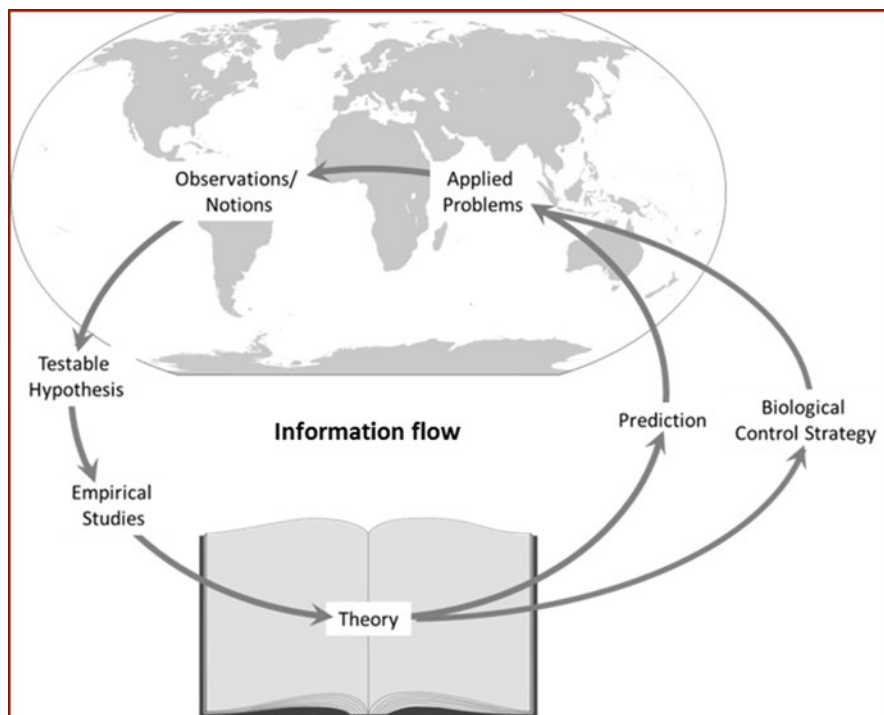 Observations/
Notions
Applied
Problems
Testable
Hypothesis
Information flow
Prediction
Biological
Control Strategy
Empirical
Studies
Theory